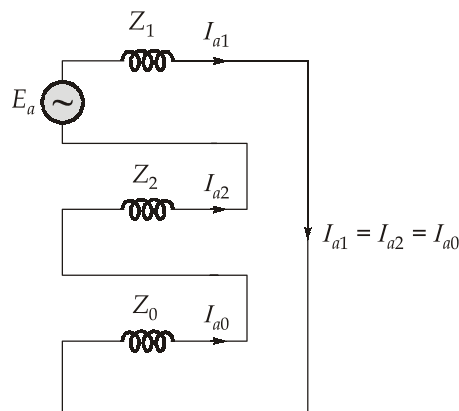 Z1
Ia1
Ea
~
Z2
Ia2
Ia1 = Ia2 = Ia0
Z0
Ia0